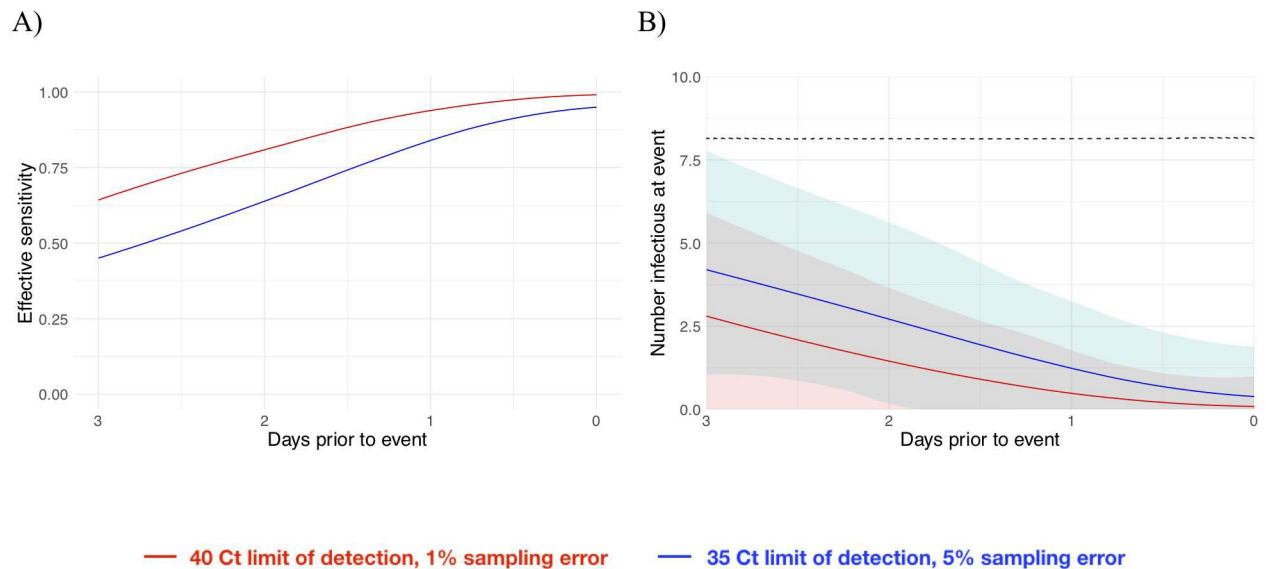 A)
B)
Effective sensitivity
1.00
0.75
0.50
0.25
0.00
3
2
1
0
Days prior to event
Number infectious at event
10.0
7.5
5.0
2.5
0.0
3
2
1
0
Days prior to event
40 Ct limit of detection, 1% sampling error
35 Ct limit of detection, 5% sampling error